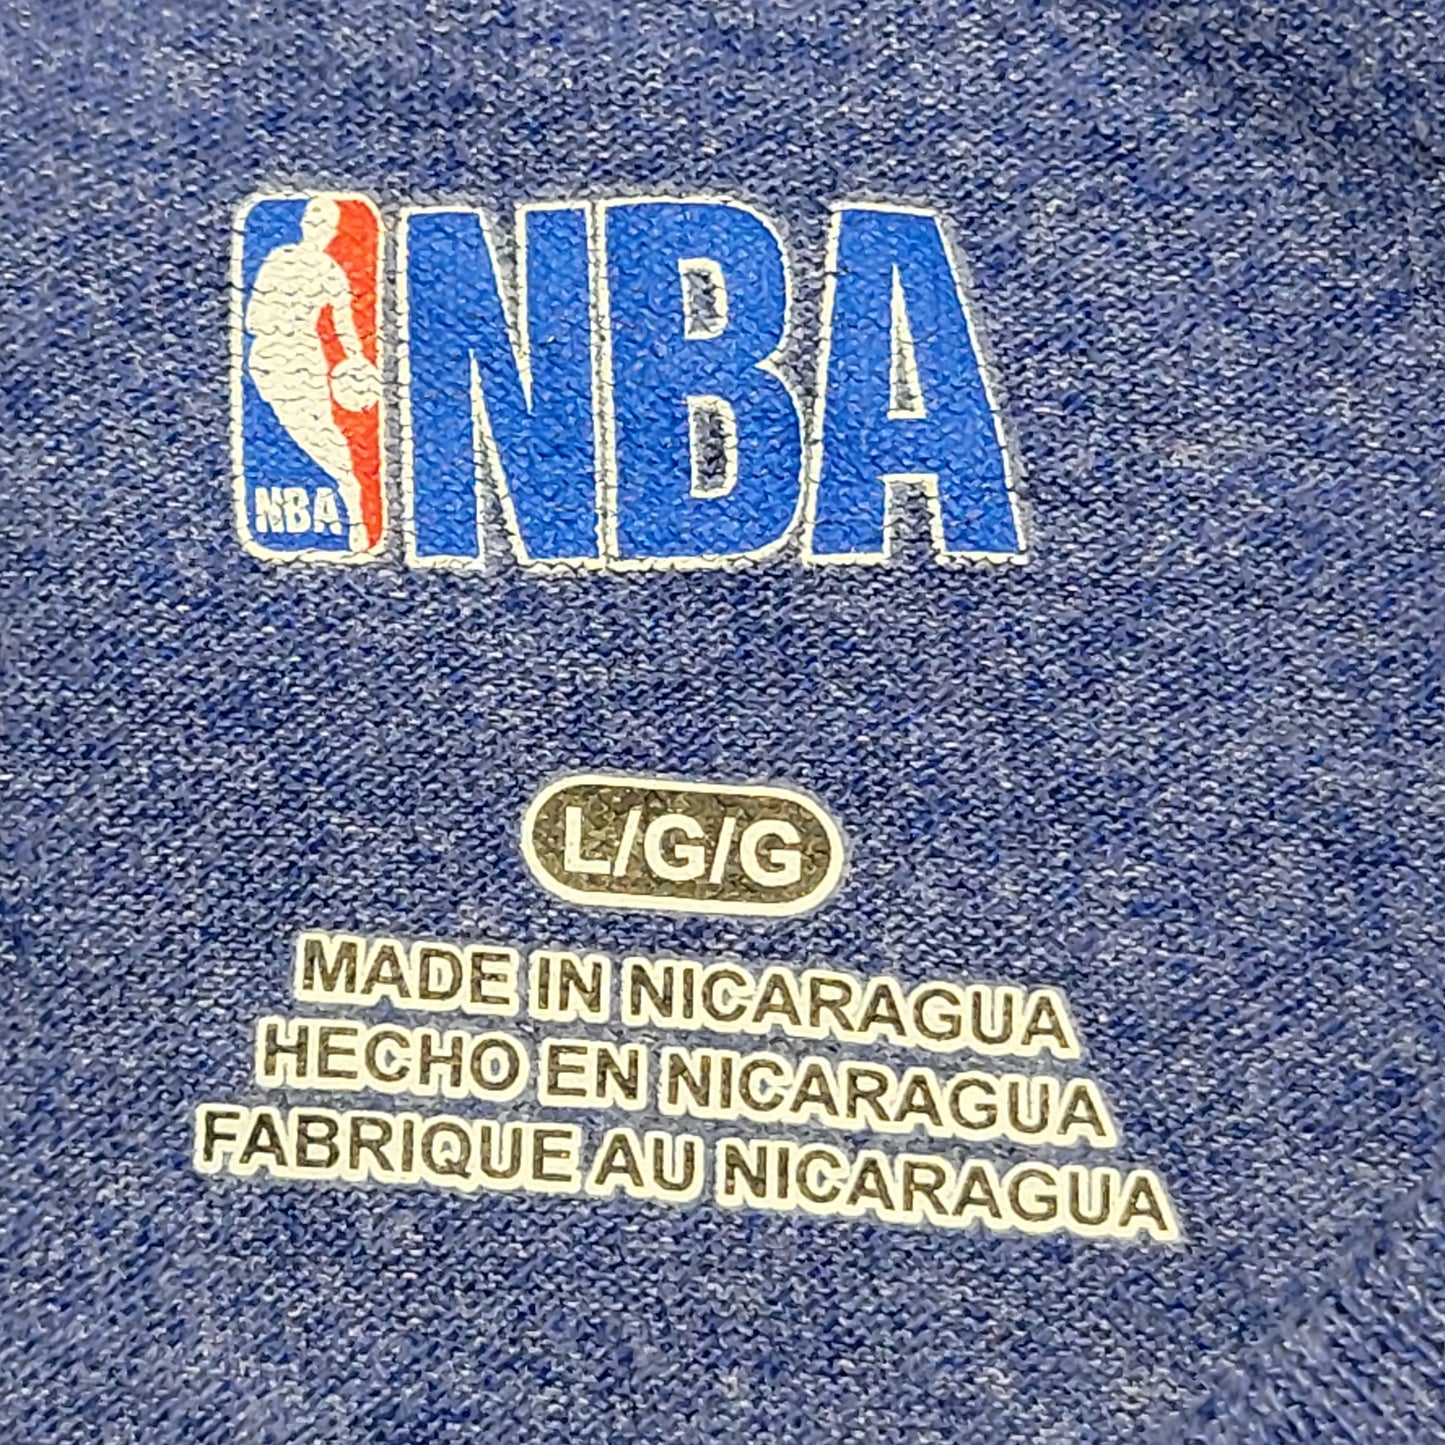 NBA NBA
L/G/G
MADE IN NICARAGUA
HECHO EN NICARAGUA
FABRIQUE AU NICARAGUA